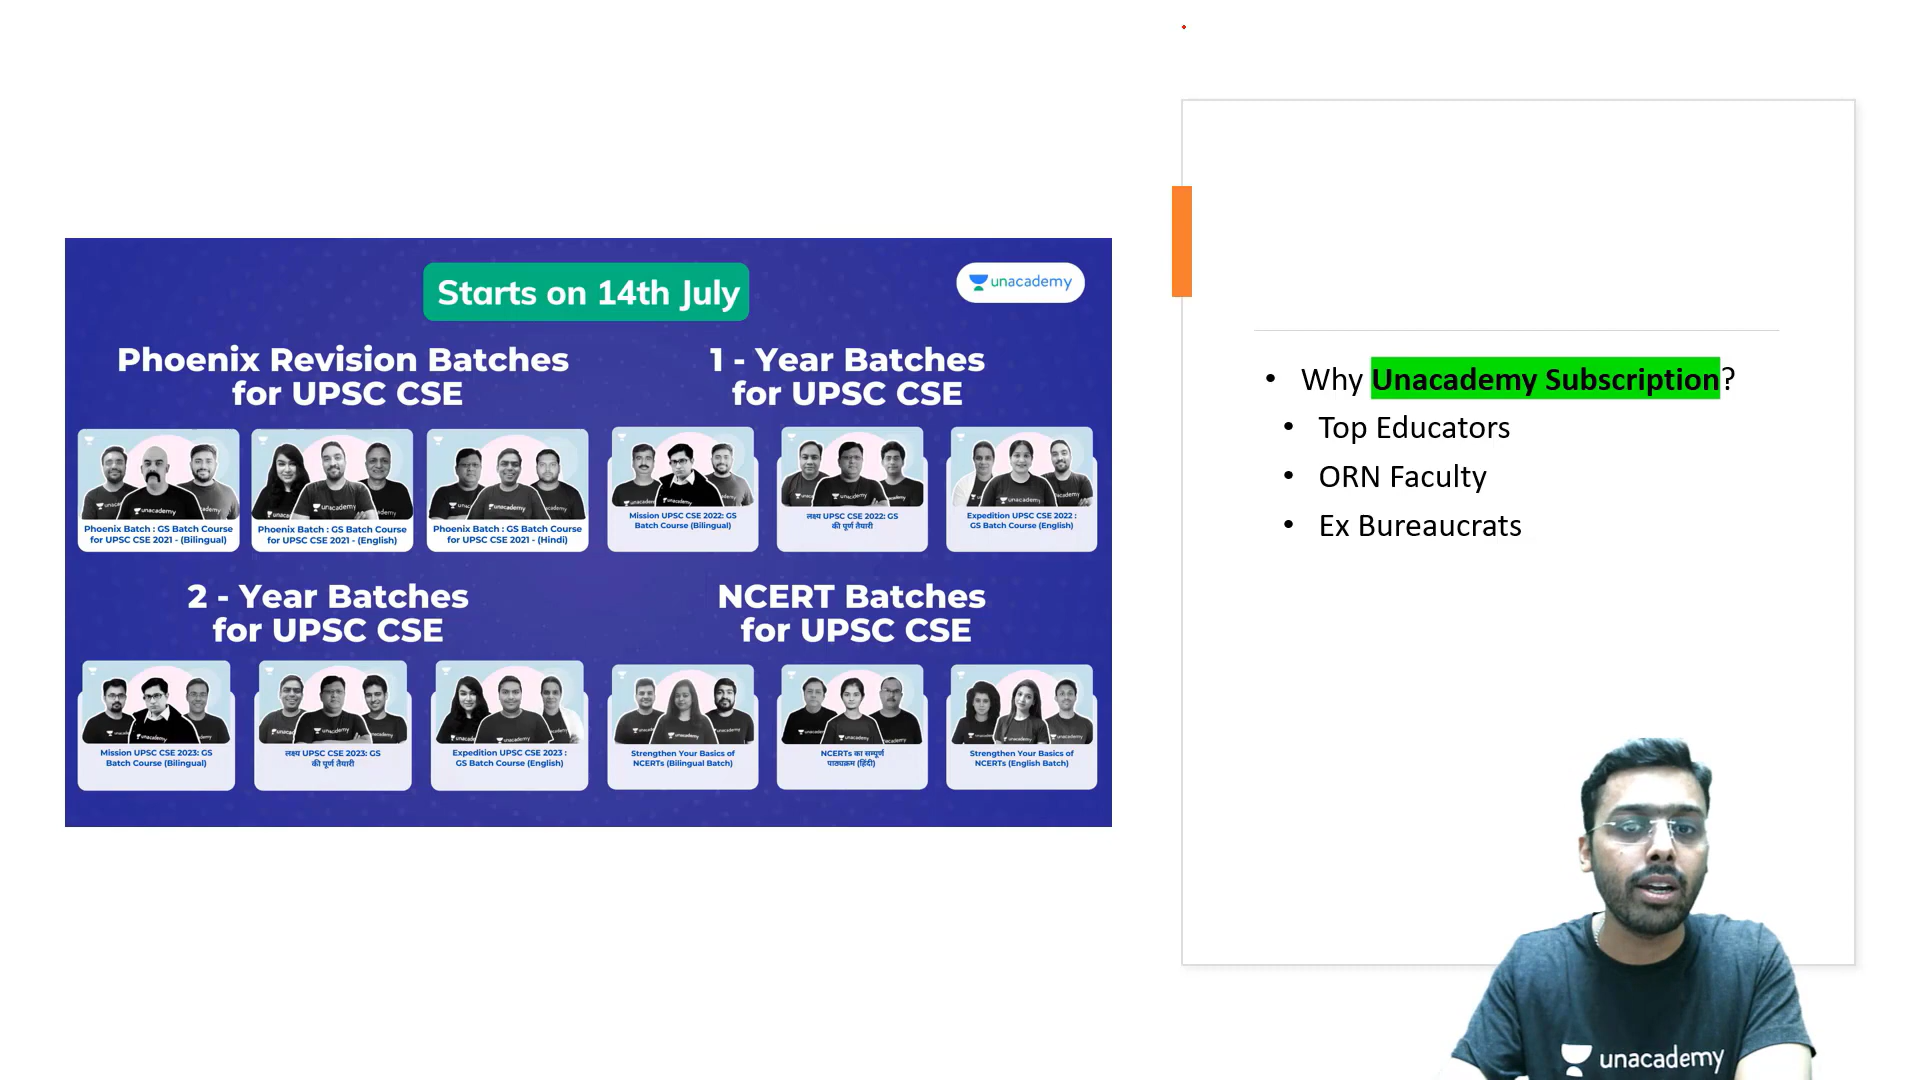 Starts on 14th July
unacademy
Phoenix Revision Batches
for UPSC CSE
1 - Year Batches
for UPSC CSE
Phoenix Batch : GS Batch Course
for UPSC CSE 2021 - (Bilingual)
Phoenix Batch : GS Batch Course
for UPSC CSE 2021 - (English)
Phoenix Batch : GS Batch Course
for UPSC CSE 2021 - (Hindi)
Mission UPSC CSE 2022: GS
Batch Course (Bilingual)
लक्ष्य UPSC CSE 2022: GS
की पूर्ण तैयारी
Expedition UPSC CSE 2022 :
GS Batch Course (English)
2 - Year Batches
for UPSC CSE
NCERT Batches
for UPSC CSE
Mission UPSC CSE 2023: GS
Batch Course (Bilingual)
लक्ष्य UPSC CSE 2023: GS
की पूर्ण तैयारी
Expedition UPSC CSE 2023 :
GS Batch Course (English)
Strengthen Your Basics of
NCERTs (Bilingual Batch)
NCERTs का सम्पूर्ण
पाठ्यक्रम (हिंदी)
Strengthen Your Basics of
NCERTs (English Batch)
• Why Unacademy Subscription?
• Top Educators
• ORN Faculty
• Ex Bureaucrats
unacademy